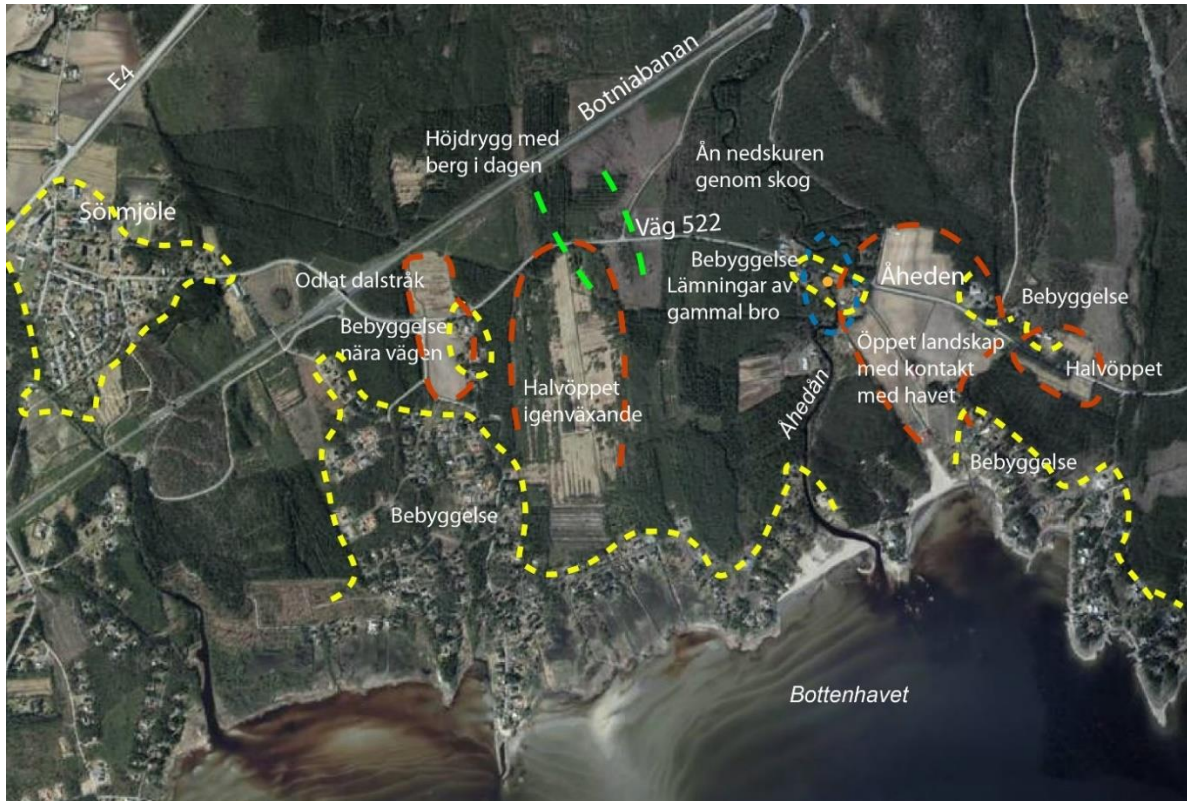 E4
Botniabanan
Höjdrygg med
berg i dagen
Ån nedskuren
genom skog
Sörmjöle
Väg 522
Odlat dalstråk
Bebyggelse
Lämningar av
gammal bro
Åheden
Bebyggelse
Bebyggelse
nära vägen
Öppet landskap
med kontakt
med havet
Halvöppet
Halvöppet
igenväxande
Åhedån
Bebyggelse
Bebyggelse
Bottenhavet